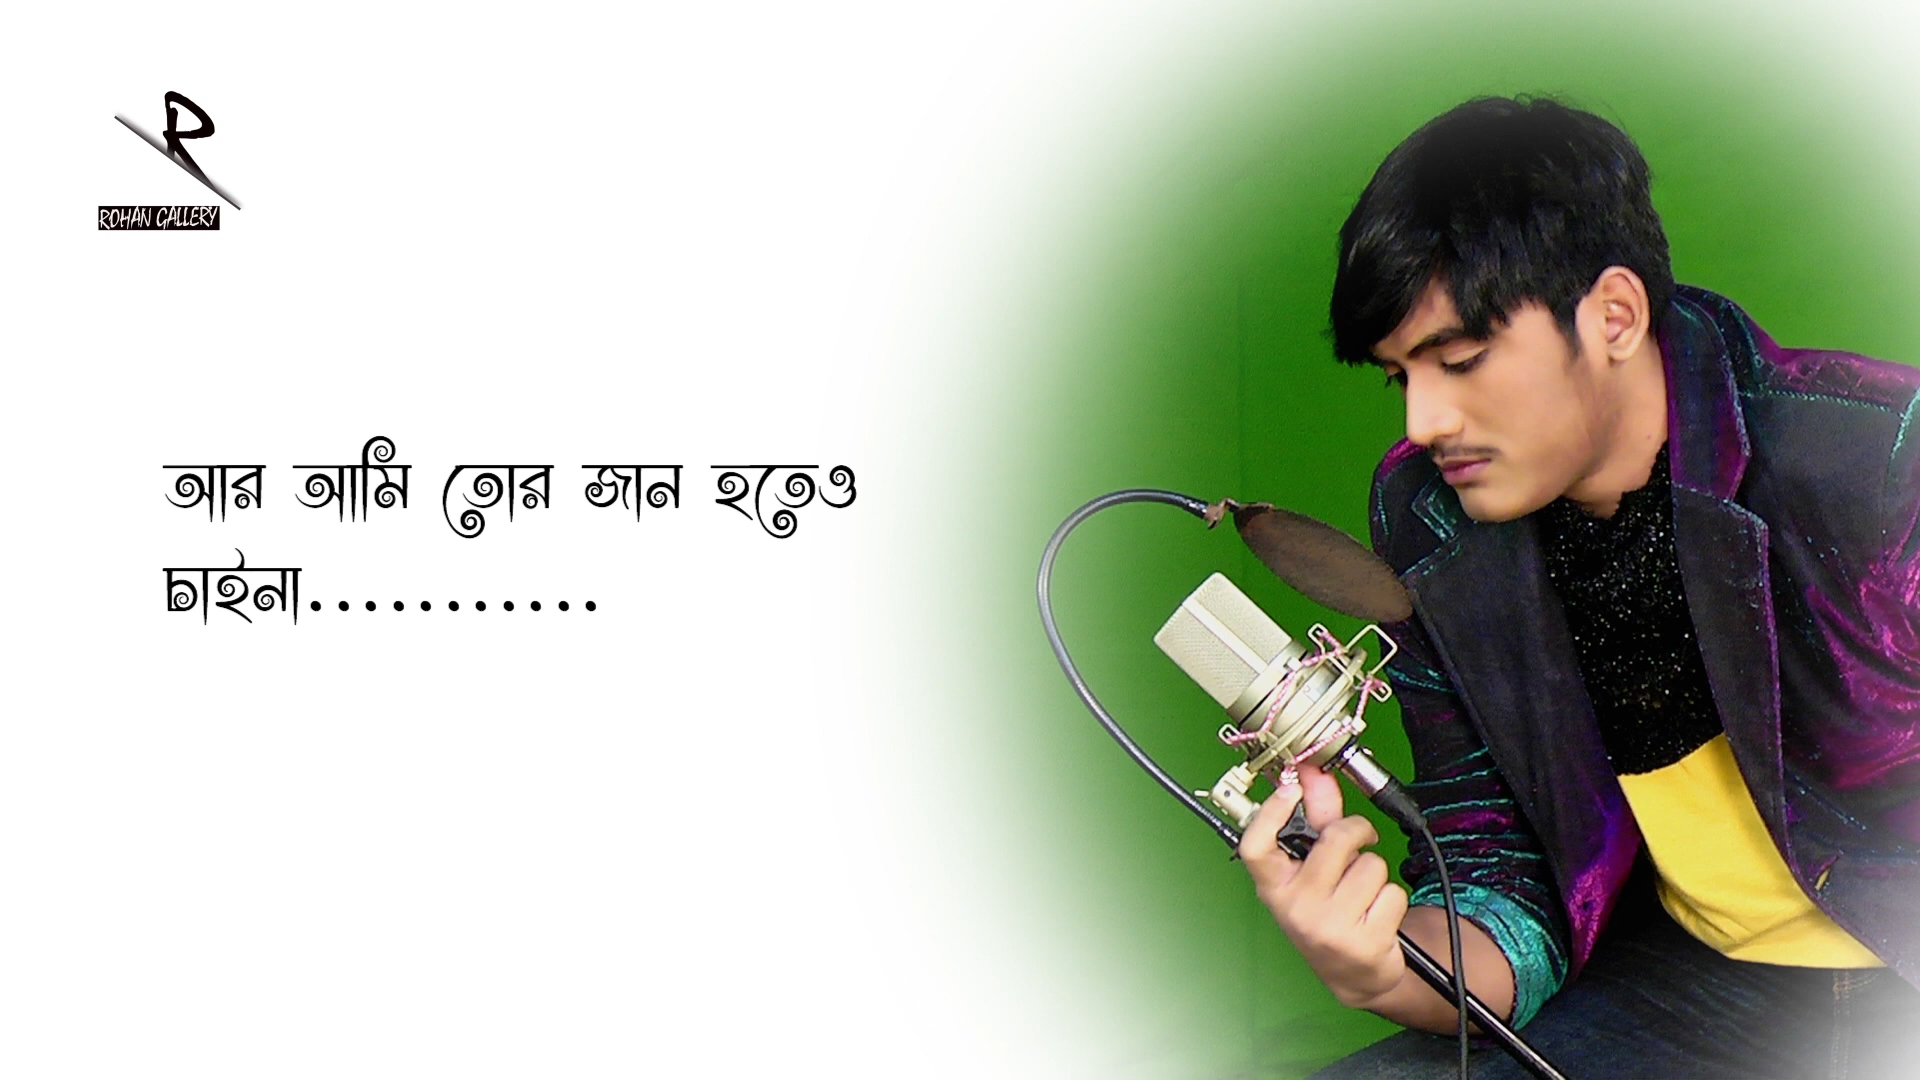 R
ROHAN GALLERY
আর আমি তোর জান হতেও
চাইনা...........